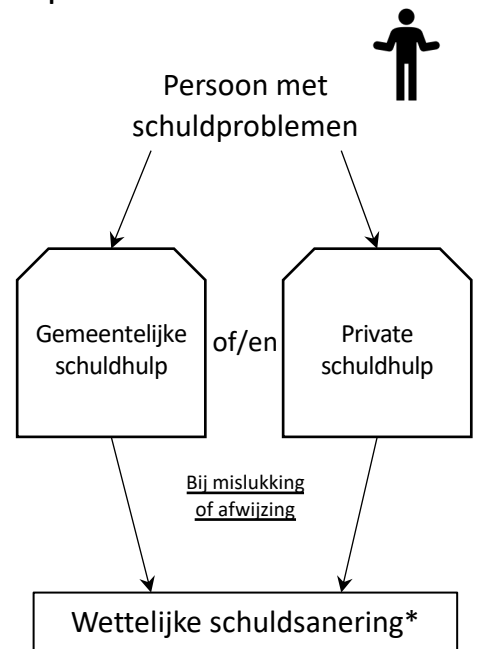 Persoon met
schuldproblemen
Gemeentelijke
schuldhulp
of/en
Private
schuldhulp
Bij mislukking
of afwijzing
Wettelijke schuldsanering*